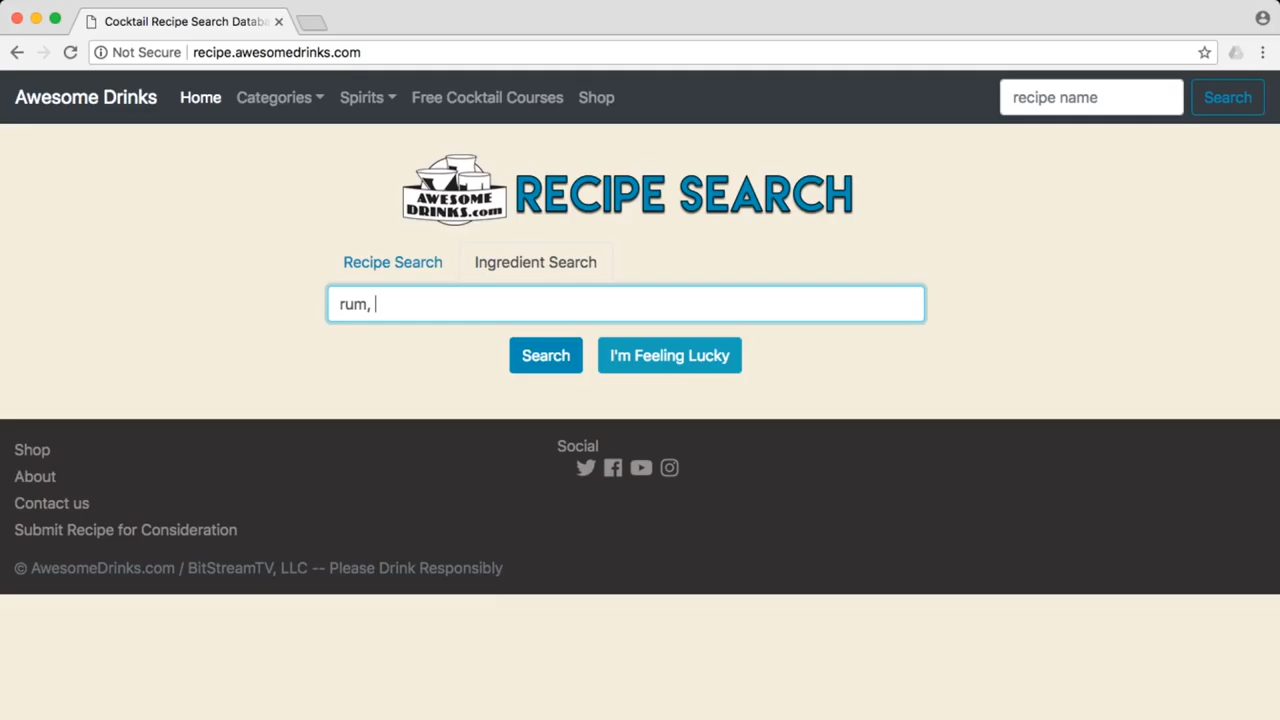 Cocktail Recipe Search Databa
Not Secure recipe.awesomedrinks.com
Awesome Drinks Home Categories Spirits Free Cocktail Courses Shop recipe name Search
AWESOME
DRINKS.com
RECIPE SEARCH
Recipe Search Ingredient Search
rum,
Search I'm Feeling Lucky
Shop
About
Contact us
Submit Recipe for Consideration
Social
© AwesomeDrinks.com / BitStreamTV, LLC -- Please Drink Responsibly